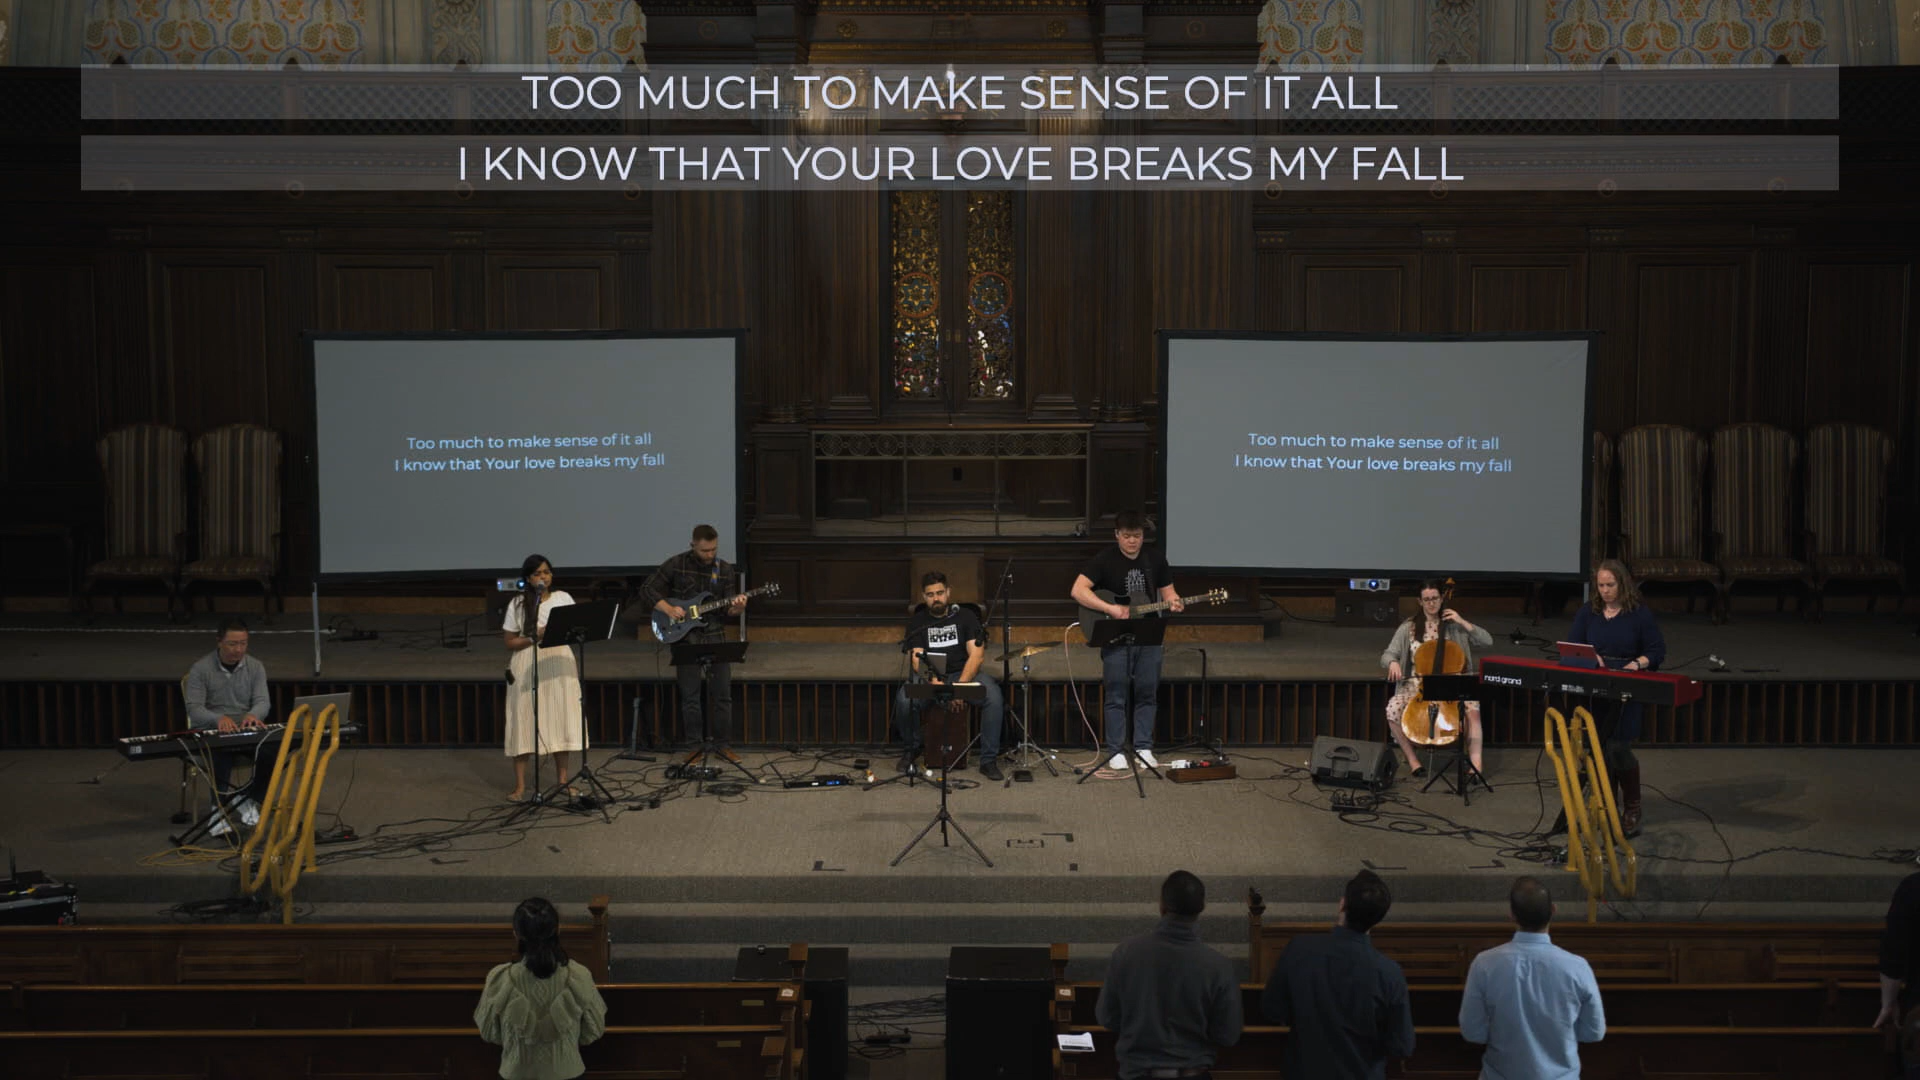 TOO MUCH TO MAKE SENSE OF IT ALL
I KNOW THAT YOUR LOVE BREAKS MY FALL
Too much to make sense of it all
I know that Your love breaks my fall
Too much to make sense of it all
I know that Your love breaks my fall
nord grand